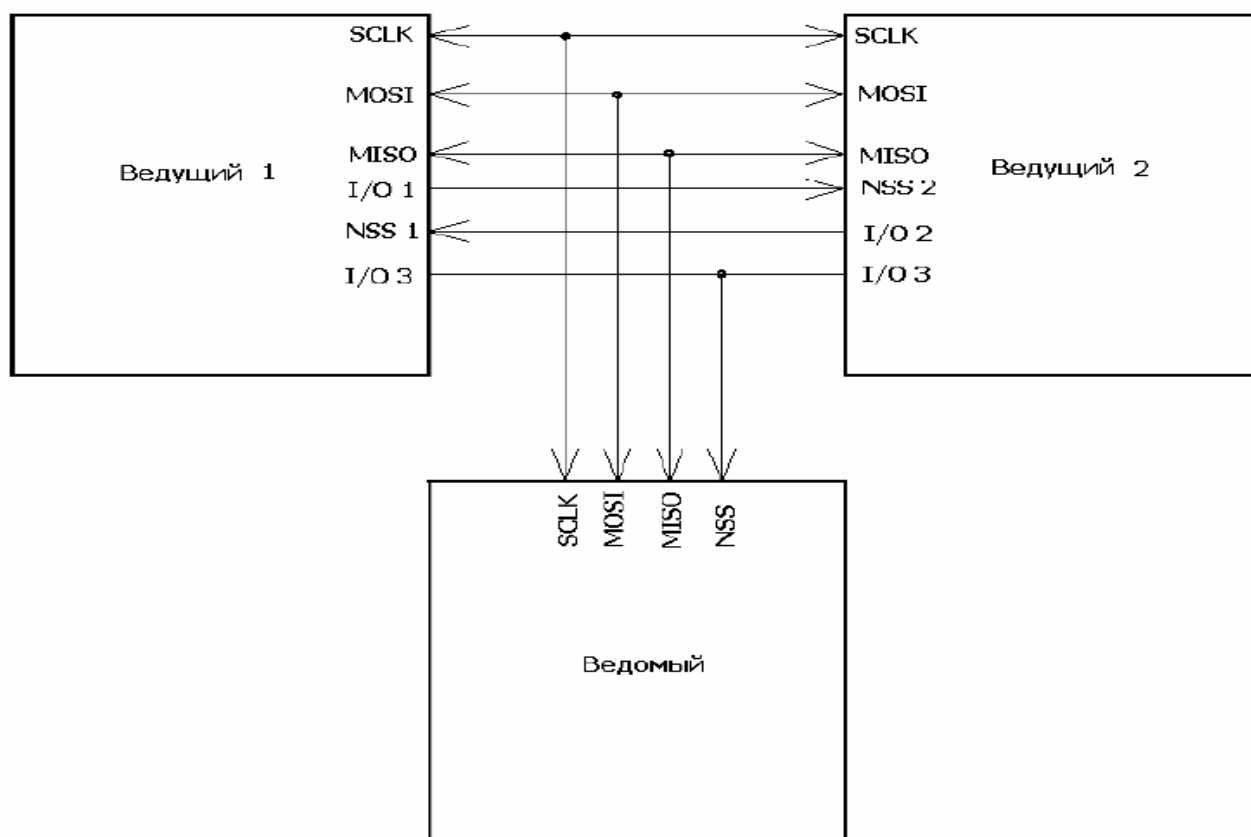 SCLK
MOSI
MISO
I/O 1
NSS 1
I/O 3
Ведущий 1
SCLK
MOSI
MISO
NSS 2
I/O 2
I/O 3
Ведущий 2
SCLK
MOSI
MISO
NSS
Ведомый